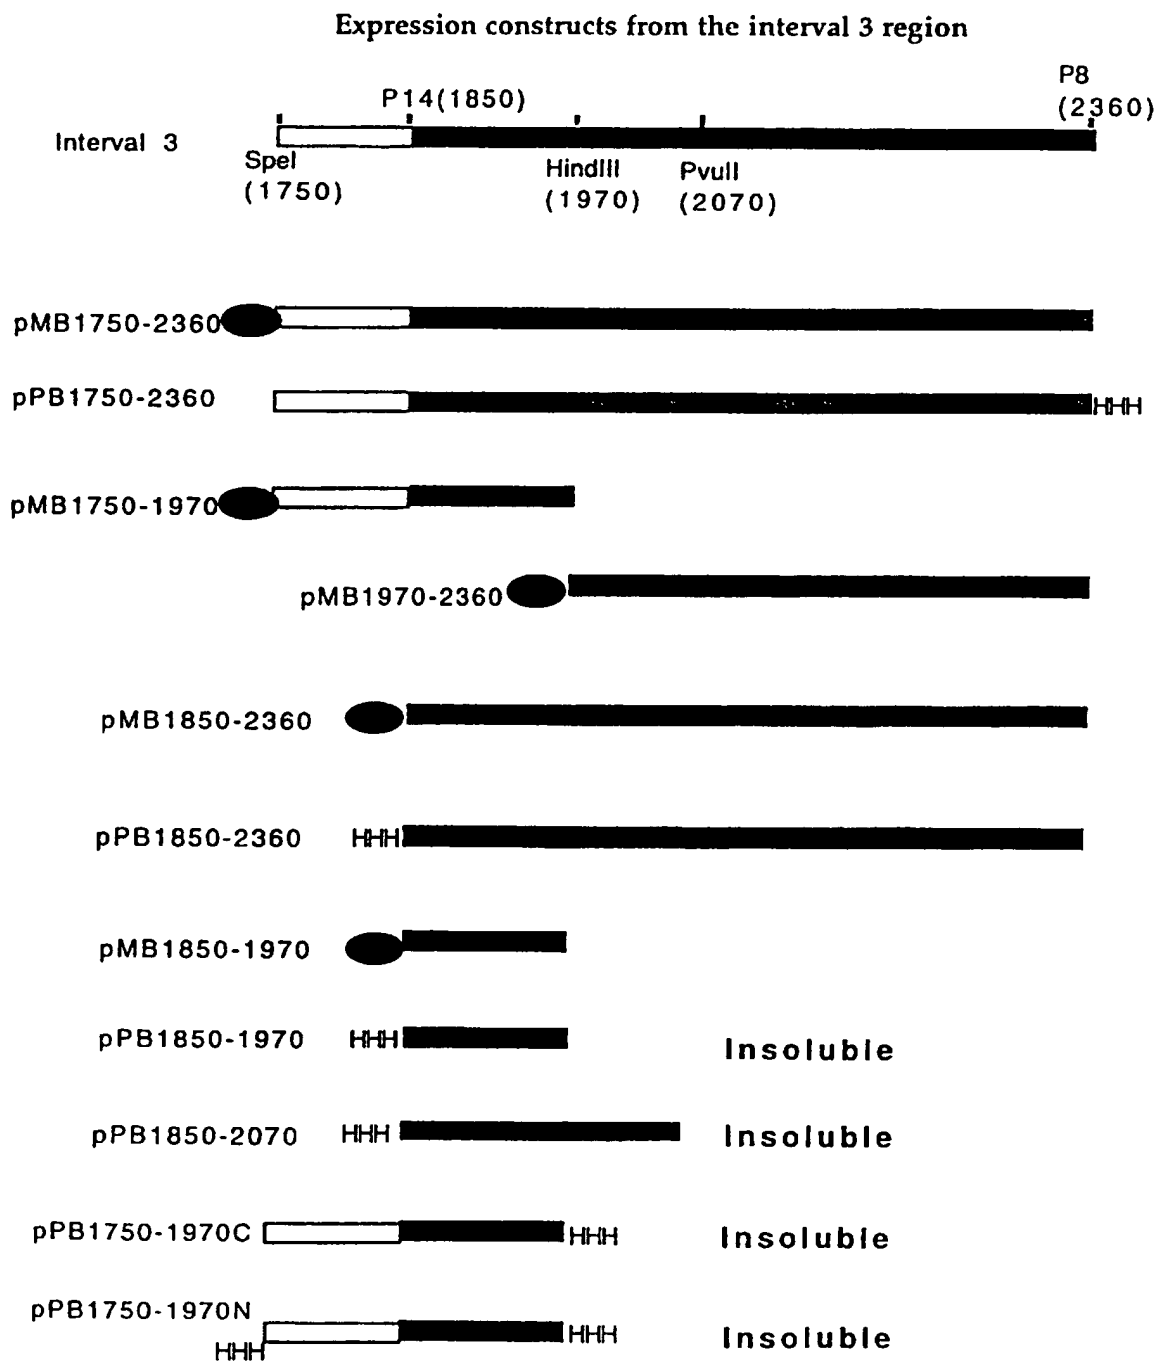 Expression constructs from the interval 3 region
P8
P14(1850)
(2360)
Interval 3
SpeI
(1750)
HindIII
(1970)
PvuII
(2070)
pMB1750-2360
pPB1750-2360
HHH
pMB1750-1970
pMB1970-2360
pMB1850-2360
pPB1850-2360
HHH
pMB1850-1970
pPB1850-1970
HHH
Insoluble
pPB1850-2070
HHH
Insoluble
pPB1750-1970C
HHH
Insoluble
pPB1750-1970N
HHH
HHH
Insoluble